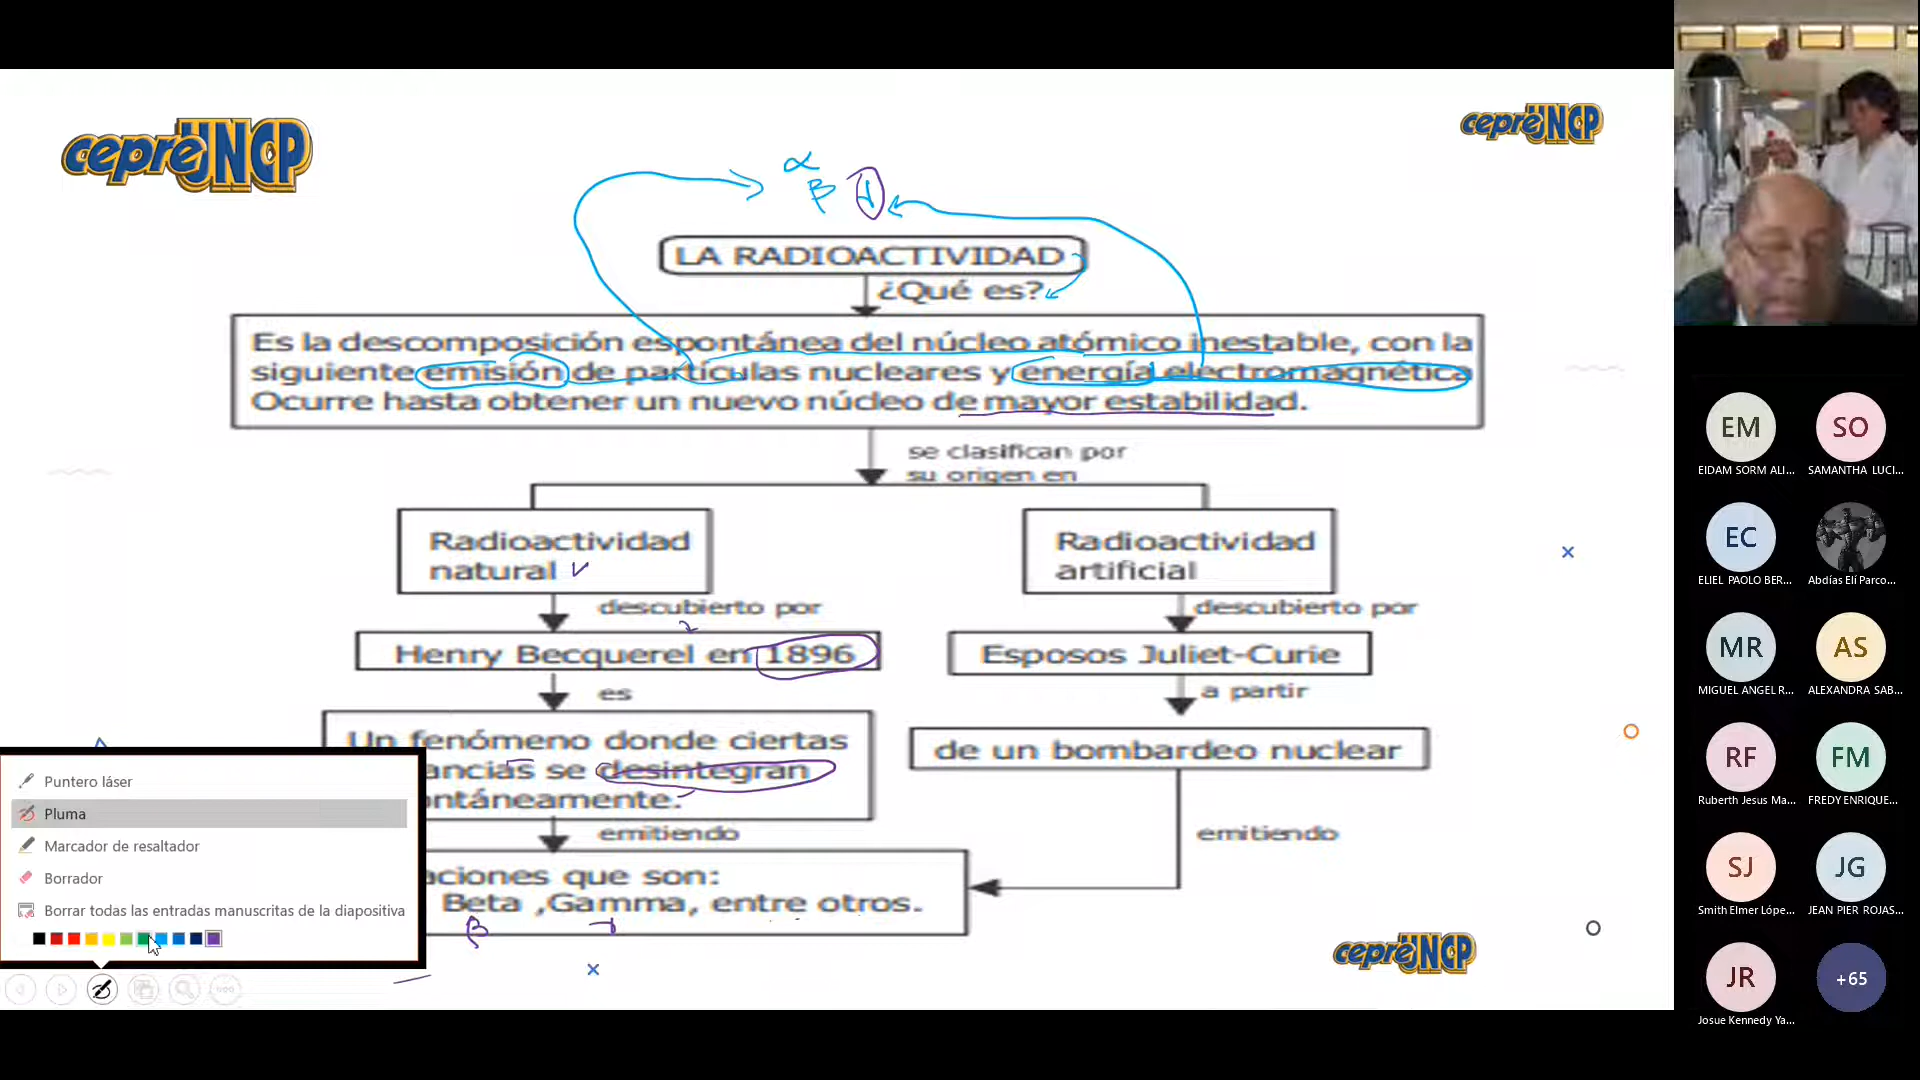 cepreUNCP
cepreUNCP
α
β γ
LA RADIOACTIVIDAD
¿Qué es?
Es la descomposición espontánea del núcleo atómico inestable, con la
siguiente emisión de partículas nucleares y energía electromagnética
Ocurre hasta obtener un nuevo núcleo de mayor estabilidad.
se clasifican por
su origen en
Radioactividad
natural
descubierto por
Henry Becquerel en 1896
es
Un fenómeno donde ciertas
ancias se desintegran
ontáneamente.
emitiendo
aciones que son:
Beta ,Gamma, entre otros.
β γ
Radioactividad
artificial
descubierto por
Esposos Juliet-Curie
a partir
de un bombardeo nuclear
emitiendo
cepreUNCP
Puntero láser
Pluma
Marcador de resaltador
Borrador
Borrar todas las entradas manuscritas de la diapositiva
EM
EIDAM SORM ALI...
SO
SAMANTHA LUCI...
EC
ELIEL PAOLO BER...
Abdías Elí Parco...
MR
MIGUEL ANGEL R...
AS
ALEXANDRA SAB...
RF
Ruberth Jesus Ma...
FM
FREDY ENRIQUE...
SJ
Smith Elmer Lópe...
JG
JEAN PIER ROJAS...
JR
Josue Kennedy Ya...
+65